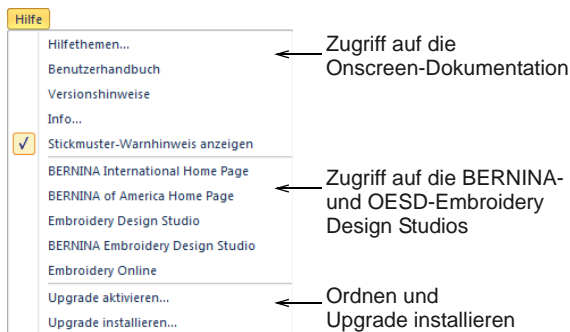 Hilfe
Hilfethemen...
Benutzerhandbuch
Versionshinweise
Info...
Stickmuster-Warnhinweis anzeigen
BERNINA International Home Page
BERNINA of America Home Page
Embroidery Design Studio
BERNINA Embroidery Design Studio
Embroidery Online
Upgrade aktivieren...
Upgrade installieren...
Zugriff auf die
Onscreen-Dokumentation
Zugriff auf die BERNINA-
und OESD-Embroidery
Design Studios
Ordnen und
Upgrade installieren